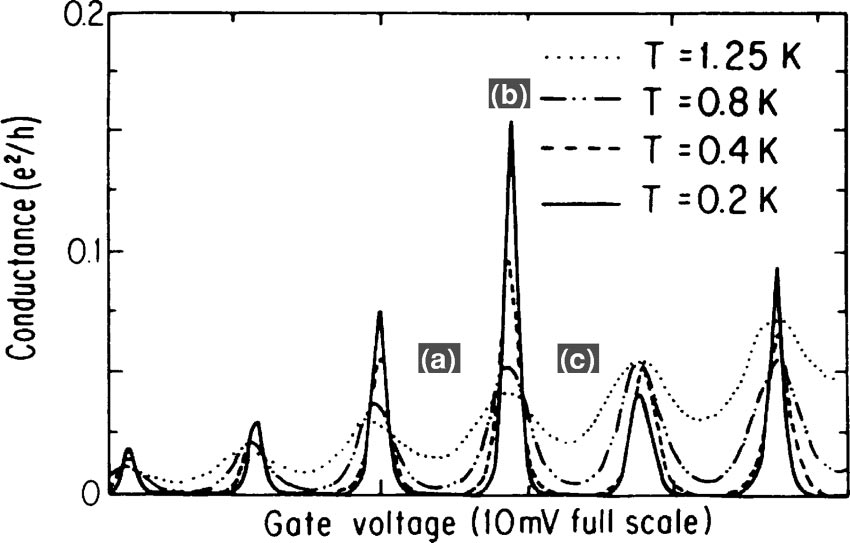 0.2
(b)
T = 1.25 K
T = 0.8 K
T = 0.4 K
T = 0.2 K
Conductance (e²/h)
0.1
(a)
(c)
0
Gate voltage (10mV full scale)